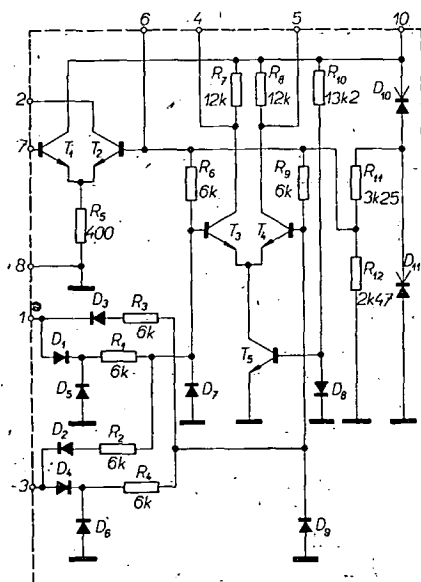 6 4 5 10
R7 12k
R8 12k
R10 13k2
D10
2
7
T1 T2
R6 6k
R9 6k
R11 3k25
R5 400
T3 T4
R12 2k47
D11
8
1
D3 R3 6k
D1 R1 6k
T5
D5
D7
D8
D2 R2 6k
3
D4 R4 6k
D6
D9